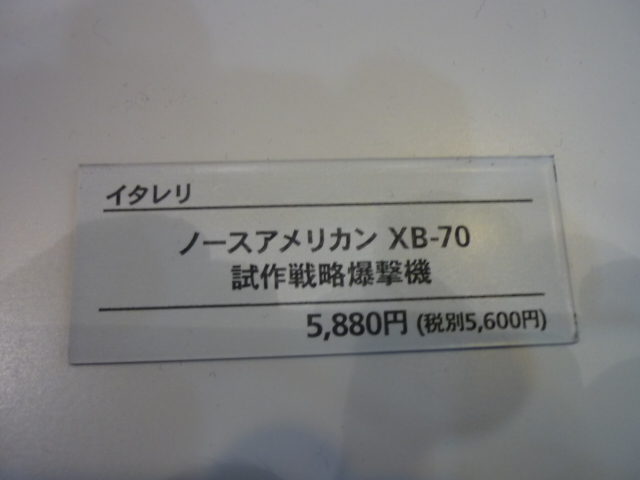 イタレリ
ノースアメリカン XB-70
試作戦略爆撃機
5,880円 (税別5,600円)